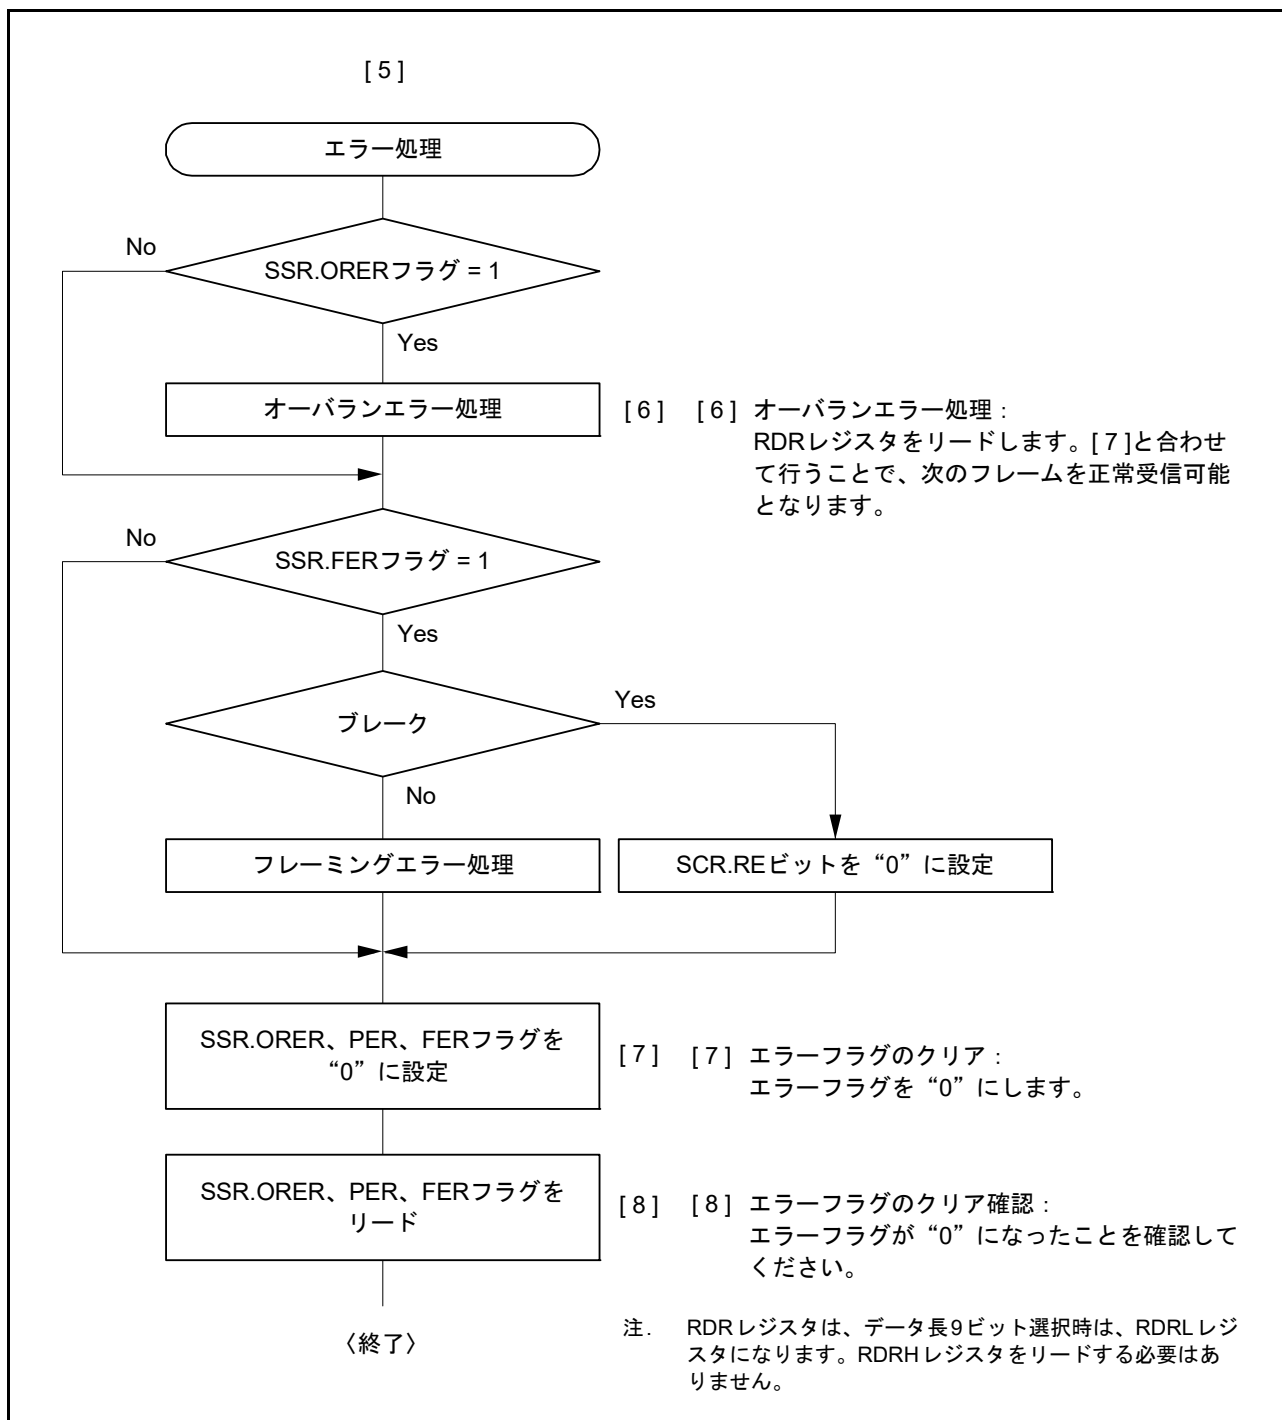 [ 5 ]
エラー処理
No
SSR.ORERフラグ = 1
Yes
オーバランエラー処理
[ 6 ]
[ 6 ] オーバランエラー処理：
RDRレジスタをリードします。[ 7 ]と合わせ
て行うことで、次のフレームを正常受信可能
となります。
No
SSR.FERフラグ = 1
Yes
ブレーク
Yes
No
フレーミングエラー処理
SCR.REビットを“0”に設定
SSR.ORER、PER、FERフラグを
“0”に設定
[ 7 ]
[ 7 ] エラーフラグのクリア：
エラーフラグを“0”にします。
SSR.ORER、PER、FERフラグを
リード
[ 8 ]
[ 8 ] エラーフラグのクリア確認：
エラーフラグが“0”になったことを確認して
ください。
〈終了〉
注. RDRレジスタは、データ長9ビット選択時は、RDRLレジ
スタになります。RDRHレジスタをリードする必要はあ
りません。